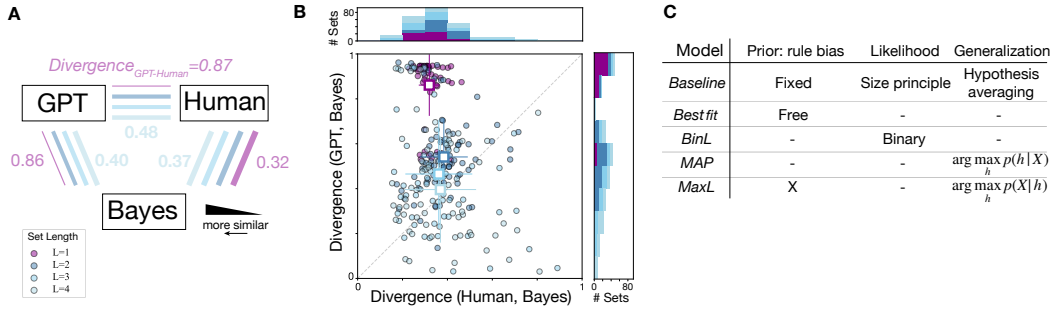 A
Divergence GPT-Human=0.87
GPT
Human
0.48
0.86
0.40
0.37
0.32
Bayes
more similar
Set Length
L=1
L=2
L=3
L=4
B
# Sets
80
0
1
Divergence (GPT, Bayes)
0
1
Divergence (Human, Bayes)
0
80
# Sets
C
Model Prior: rule bias Likelihood Generalization
Baseline Fixed Size principle Hypothesis averaging
Best fit Free - -
BinL - Binary -
MAP - - arg max h p(h|X)
MaxL X - arg max h p(X|h)